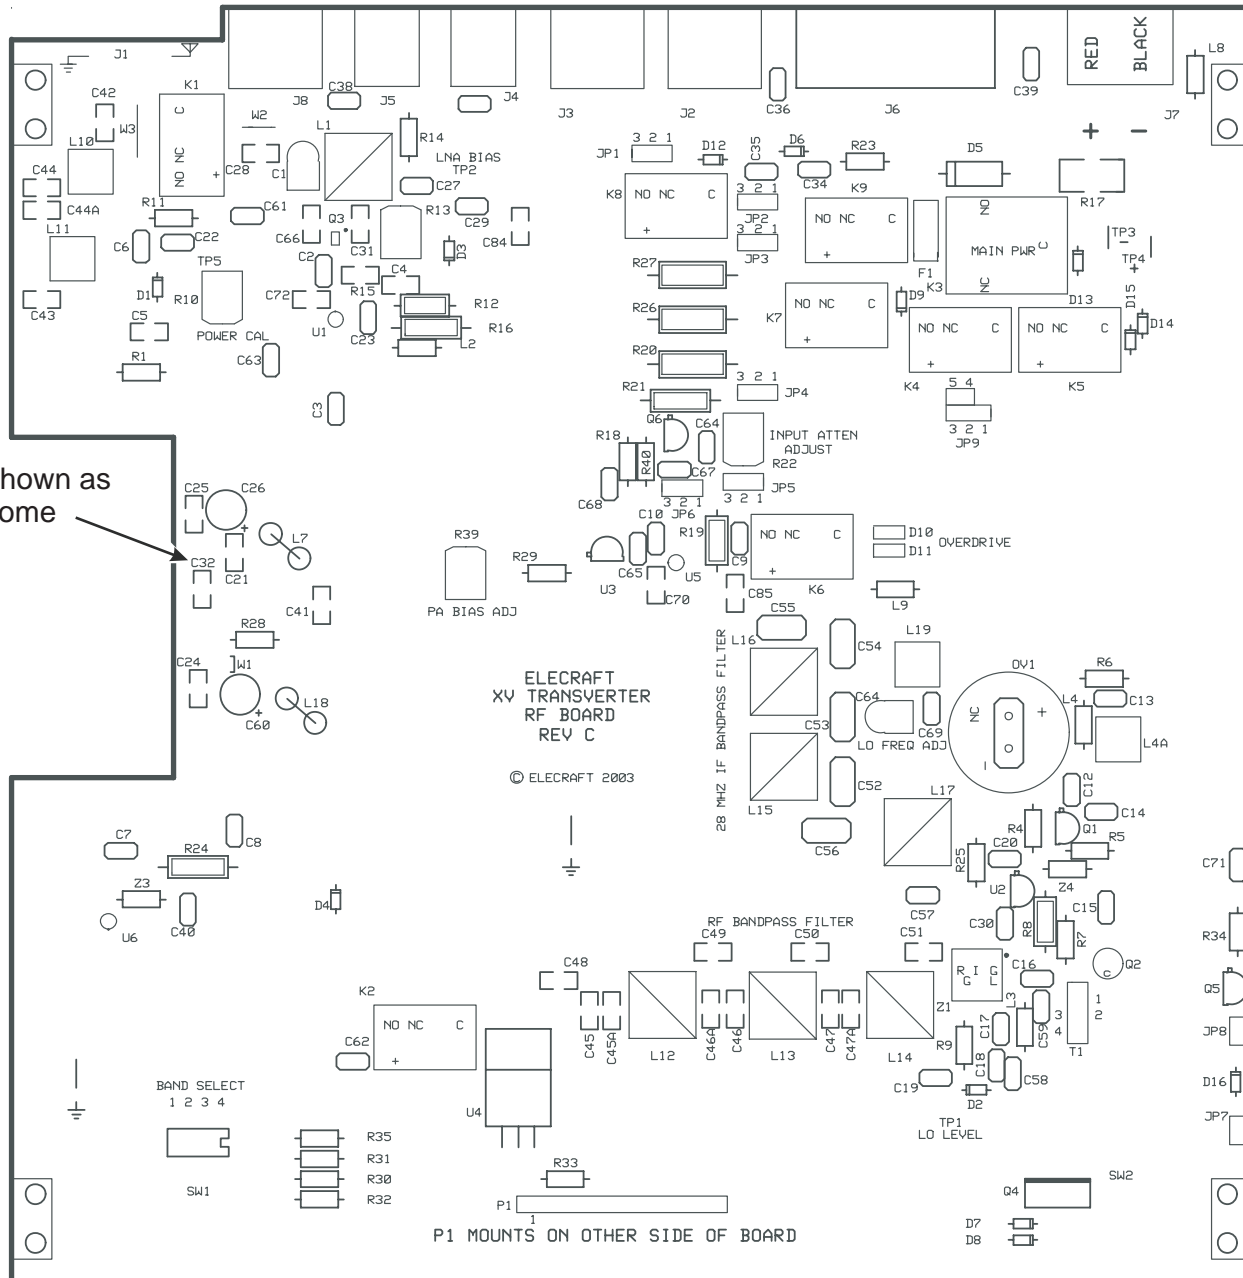 J1
J8
C38
J5
J4
J3
J2
C36
J6
C39
RED
BLACK
L8
J7
+ -
C42
K1
W3
L10
C
NO NC
+
W2
L1
R14
C28
C1
LNA BIAS
TP2
C27
C29
C44
C44A
L11
C43
R11
C61
C6
C22
TP5
D1
R10
C5
POWER CAL
R1
C63
C66
Q3
C31
R13
D3
C84
C2
C72
R15
C4
R12
R16
U1
C23
L2
C3
3 2 1
JP1
D12
C35
D6
C34
R23
D5
R17
K8
NO NC C
+
3 2 1
JP2
3 2 1
JP3
K9
NO NC C
+
F1
K3
NO
MAIN PWR
C
NC
TP3
-
TP4
+
D13
D15
D14
R27
R26
R20
R21
K7
NO NC C
+
D9
NO NC C
+
K4
NO NC C
+
K5
5 4
3 2 1
JP9
3 2 1
JP4
Q6
C64
INPUT ATTEN
ADJUST
R22
R18
R40
C67
C68
3 2 1
JP6
JP5
3 2 1
hown as
ome
C25
C26
+
L7
C32
C21
C41
R28
C24
W1
+
C60
L18
R39
PA BIAS ADJ
R29
U3
C65
C10
C70
U5
R19
C9
C85
NO NC C
+
K6
D10
D11
OVERDRIVE
L9
C55
L16
C54
28 MHZ IF BANDPASS FILTER
L19
C64
C53
C69
LO FREQ ADJ
ELECRAFT
XV TRANSVERTER
RF BOARD
REV C
© ELECRAFT 2003
L15
C52
C56
L17
OV1
NC
+
-
L4
R6
C13
L4A
C12
C14
R4
Q1
R5
C20
R25
Z4
U2
C30
R8
R7
C15
Q2
C
C7
C8
R24
Z3
C40
U6
D4
C57
RF BANDPASS FILTER
C49
C50
C51
C48
C45
C45A
L12
C46A
C46
L13
C47
C47A
L14
Z1
R I G
G L
L3
C16
C17
C59
1
2
3
4
T1
R9
C18
C58
C19
D2
TP1
LO LEVEL
C71
R34
Q5
JP8
D16
JP7
K2
NO NC C
+
C62
U4
BAND SELECT
1 2 3 4
SW1
R35
R31
R30
R32
R33
P1
1
P1 MOUNTS ON OTHER SIDE OF BOARD
Q4
SW2
D7
D8